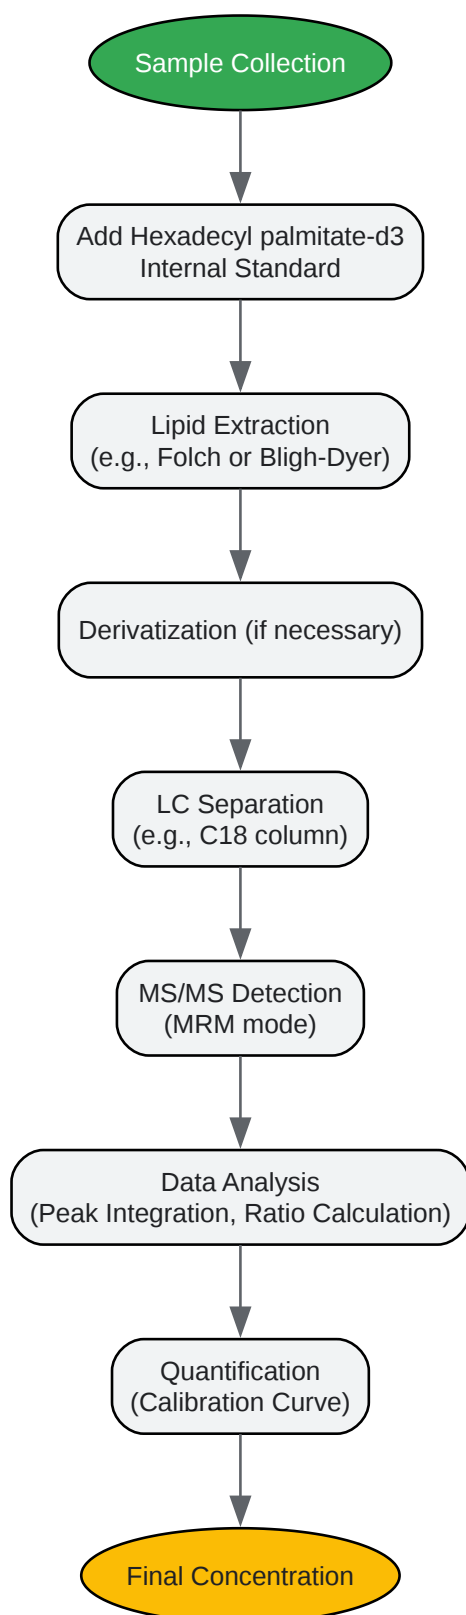 Sample Collection
Add Hexadecyl palmitate-d3
Internal Standard
Lipid Extraction
(e.g., Folch or Bligh-Dyer)
Derivatization (if necessary)
LC Separation
(e.g., C18 column)
MS/MS Detection
(MRM mode)
Data Analysis
(Peak Integration, Ratio Calculation)
Quantification
(Calibration Curve)
Final Concentration